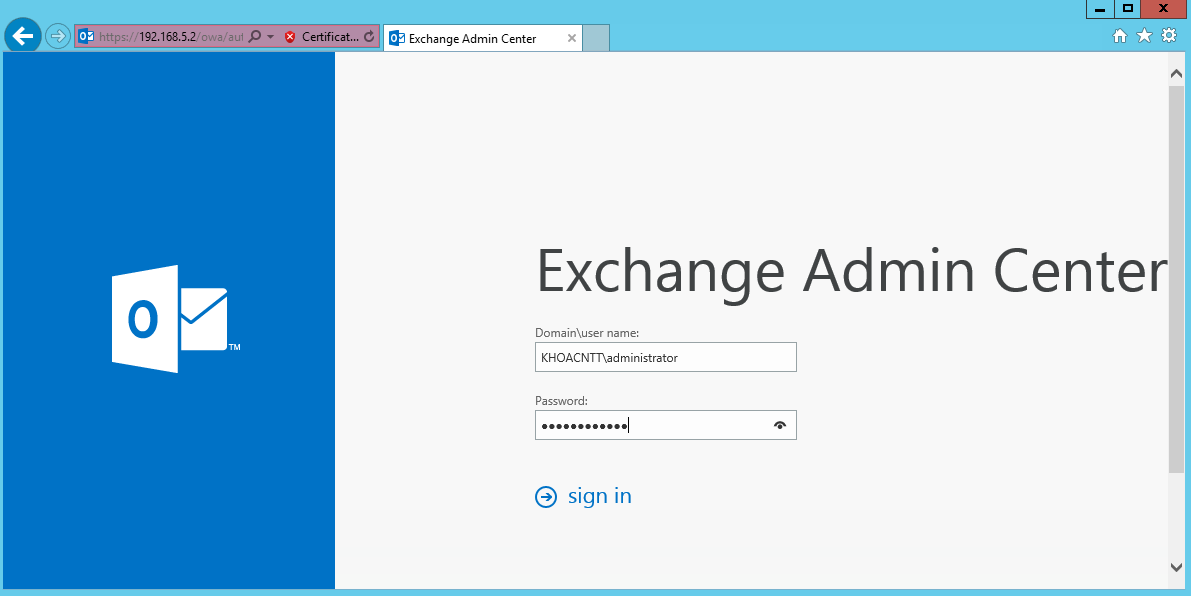 https://192.168.5.2/owa/aut
Certificat...
Exchange Admin Center
Exchange Admin Center
Domain\user name:
KHOACNTT\administrator
Password:
••••••••••••
sign in
O
TM